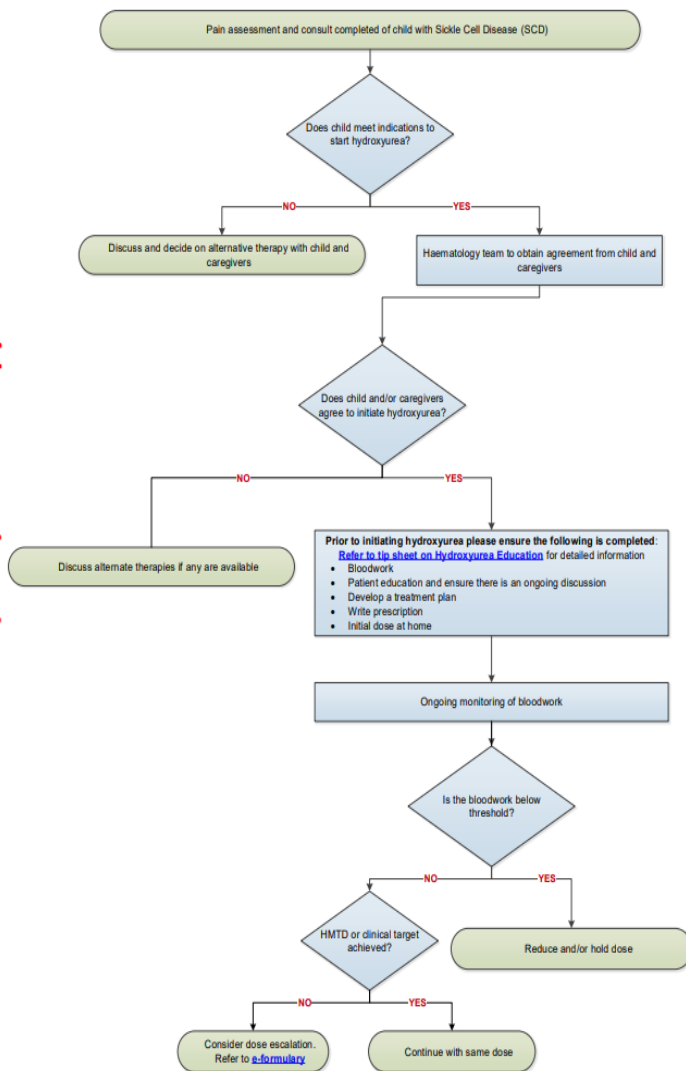 Pain assessment and consult completed of child with Sickle Cell Disease (SCD)
Does child meet indications to
start hydroxyurea?
NO
YES
Discuss and decide on alternative therapy with child and
caregivers
Haematology team to obtain agreement from child and
caregivers
Does child and/or caregivers
agree to initiate hydroxyurea?
NO
YES
Discuss alternate therapies if any are available
Prior to initiating hydroxyurea please ensure the following is completed:
Refer to tip sheet on Hydroxyurea Education for detailed information
• Bloodwork
• Patient education and ensure there is an ongoing discussion
• Develop a treatment plan
• Write prescription
• Initial dose at home
Ongoing monitoring of bloodwork
Is the bloodwork below
threshold?
NO
YES
HMTD or clinical target
achieved?
Reduce and/or hold dose
NO
YES
Consider dose escalation.
Refer to e-formulary
Continue with same dose